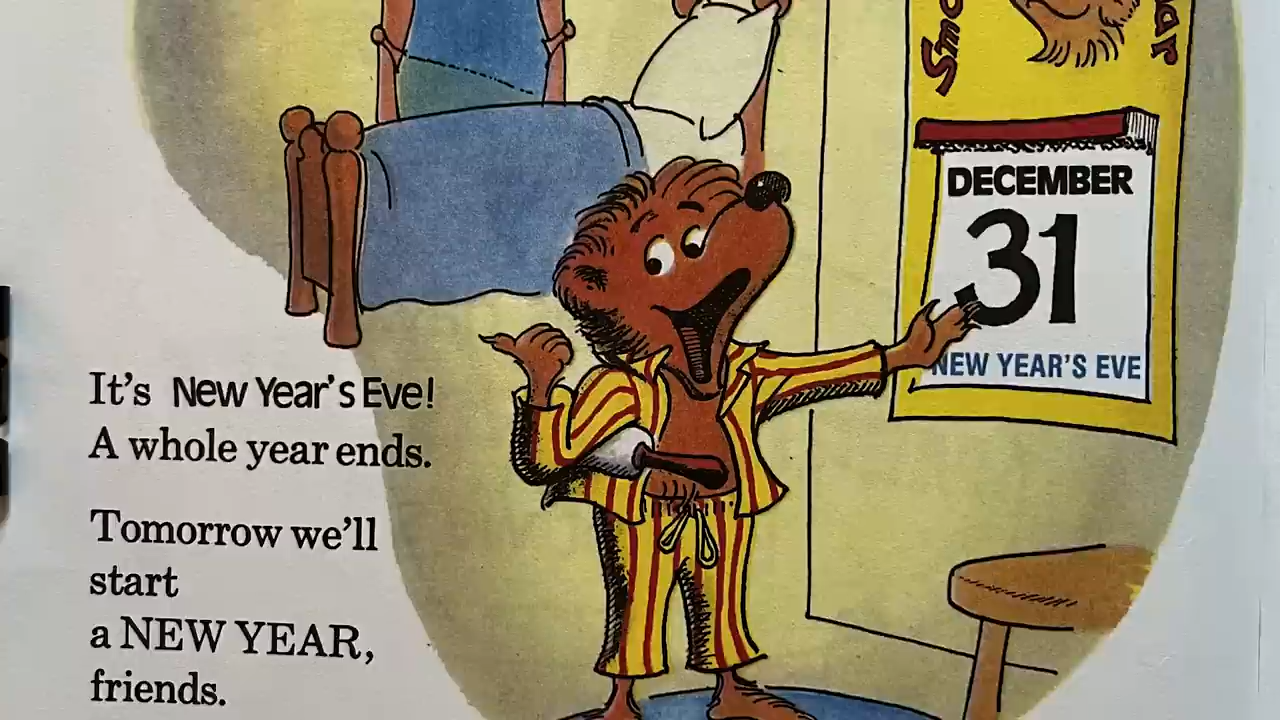 DECEMBER
31
NEW YEAR'S EVE
It's New Year's Eve!
A whole year ends.
Tomorrow we'll
start
a NEW YEAR,
friends.